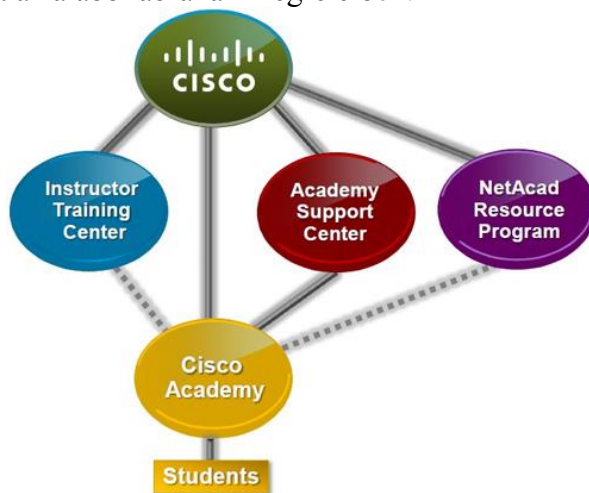 CISCO
Instructor
Training
Center
Academy
Support
Center
NetAcad
Resource
Program
Cisco
Academy
Students